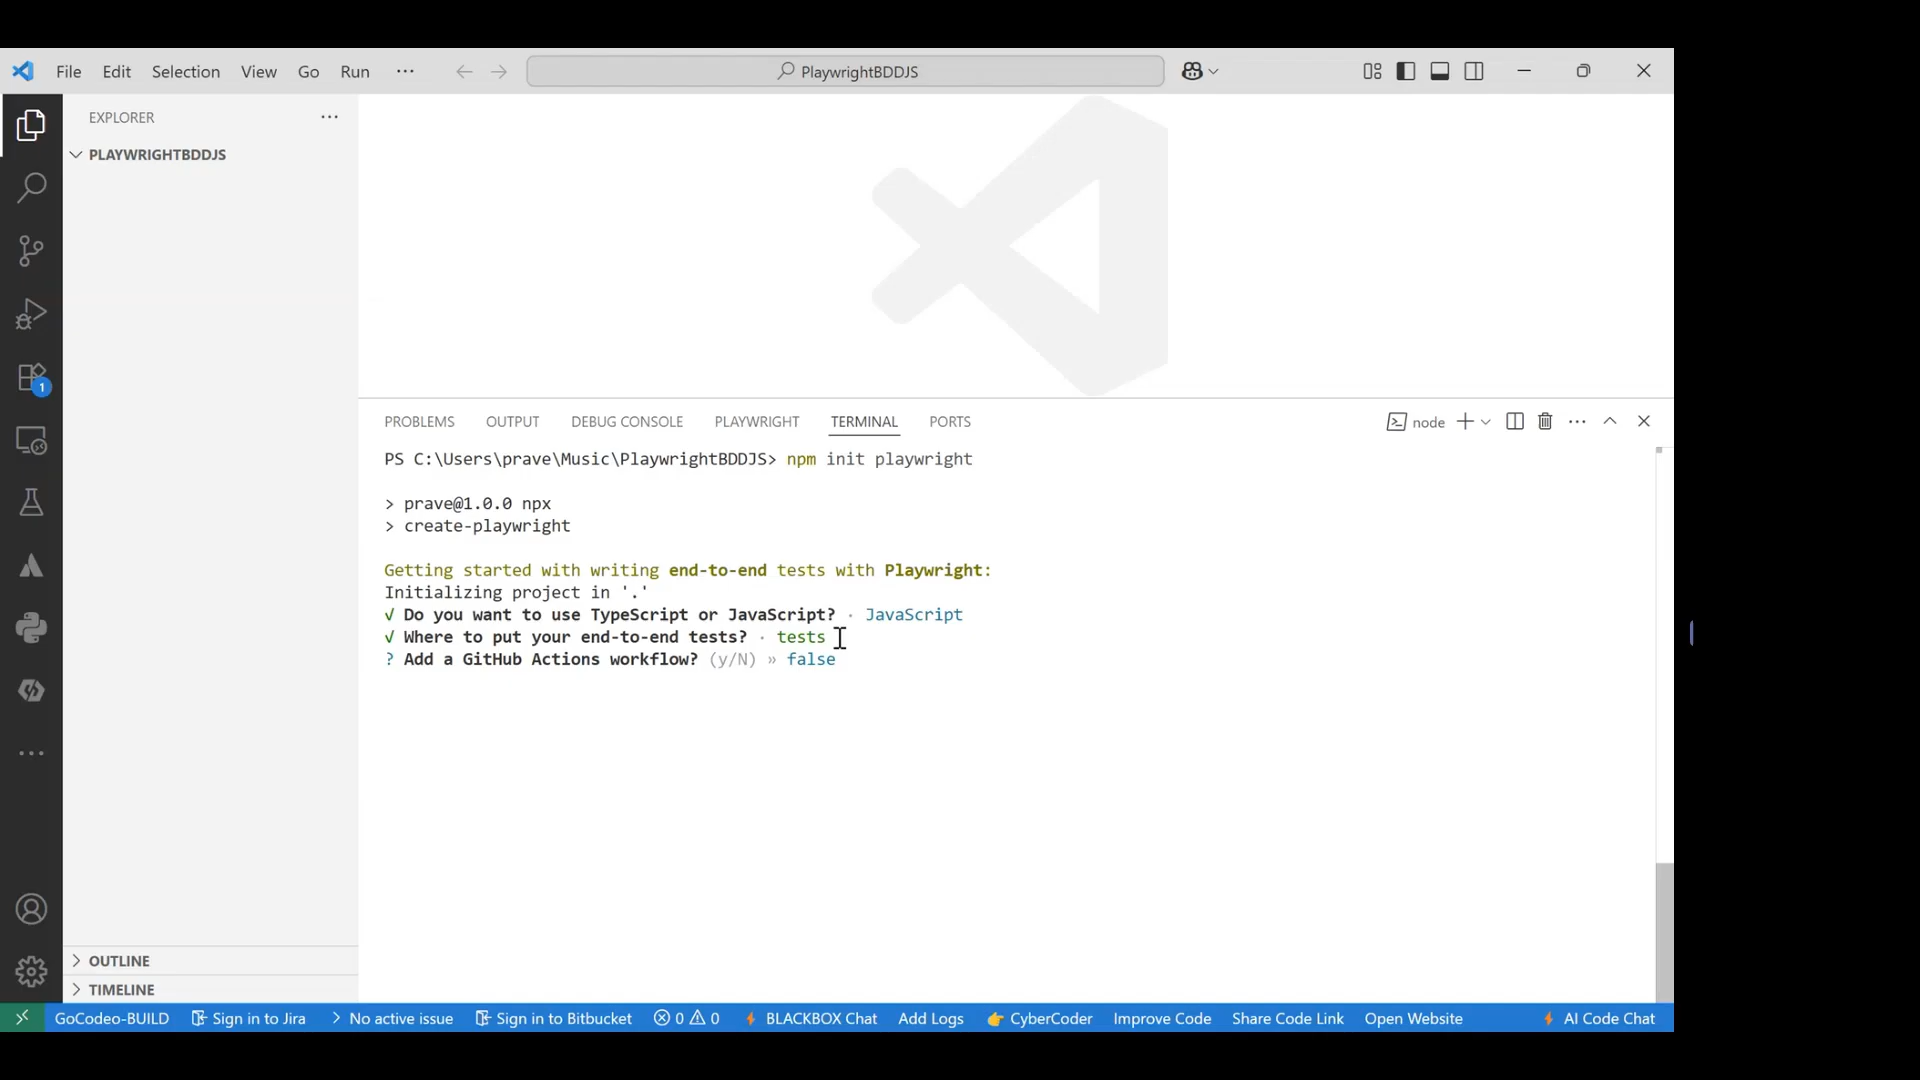 File Edit Selection View Go Run ··· PlaywrightBDDJS
EXPLORER ···
PLAYWRIGHTBDDJS
1
PROBLEMS OUTPUT DEBUG CONSOLE PLAYWRIGHT TERMINAL PORTS node
PS C:\Users\prave\Music\PlaywrightBDDJS> npm init playwright
> prave@1.0.0 npx
> create-playwright
Getting started with writing end-to-end tests with Playwright:
Initializing project in '.'
√ Do you want to use TypeScript or JavaScript? · JavaScript
√ Where to put your end-to-end tests? · tests
? Add a GitHub Actions workflow? (y/N) » false
OUTLINE
TIMELINE
GoCodeo-BUILD Sign in to Jira No active issue Sign in to Bitbucket 0 0 BLACKBOX Chat Add Logs CyberCoder Improve Code Share Code Link Open Website AI Code Chat